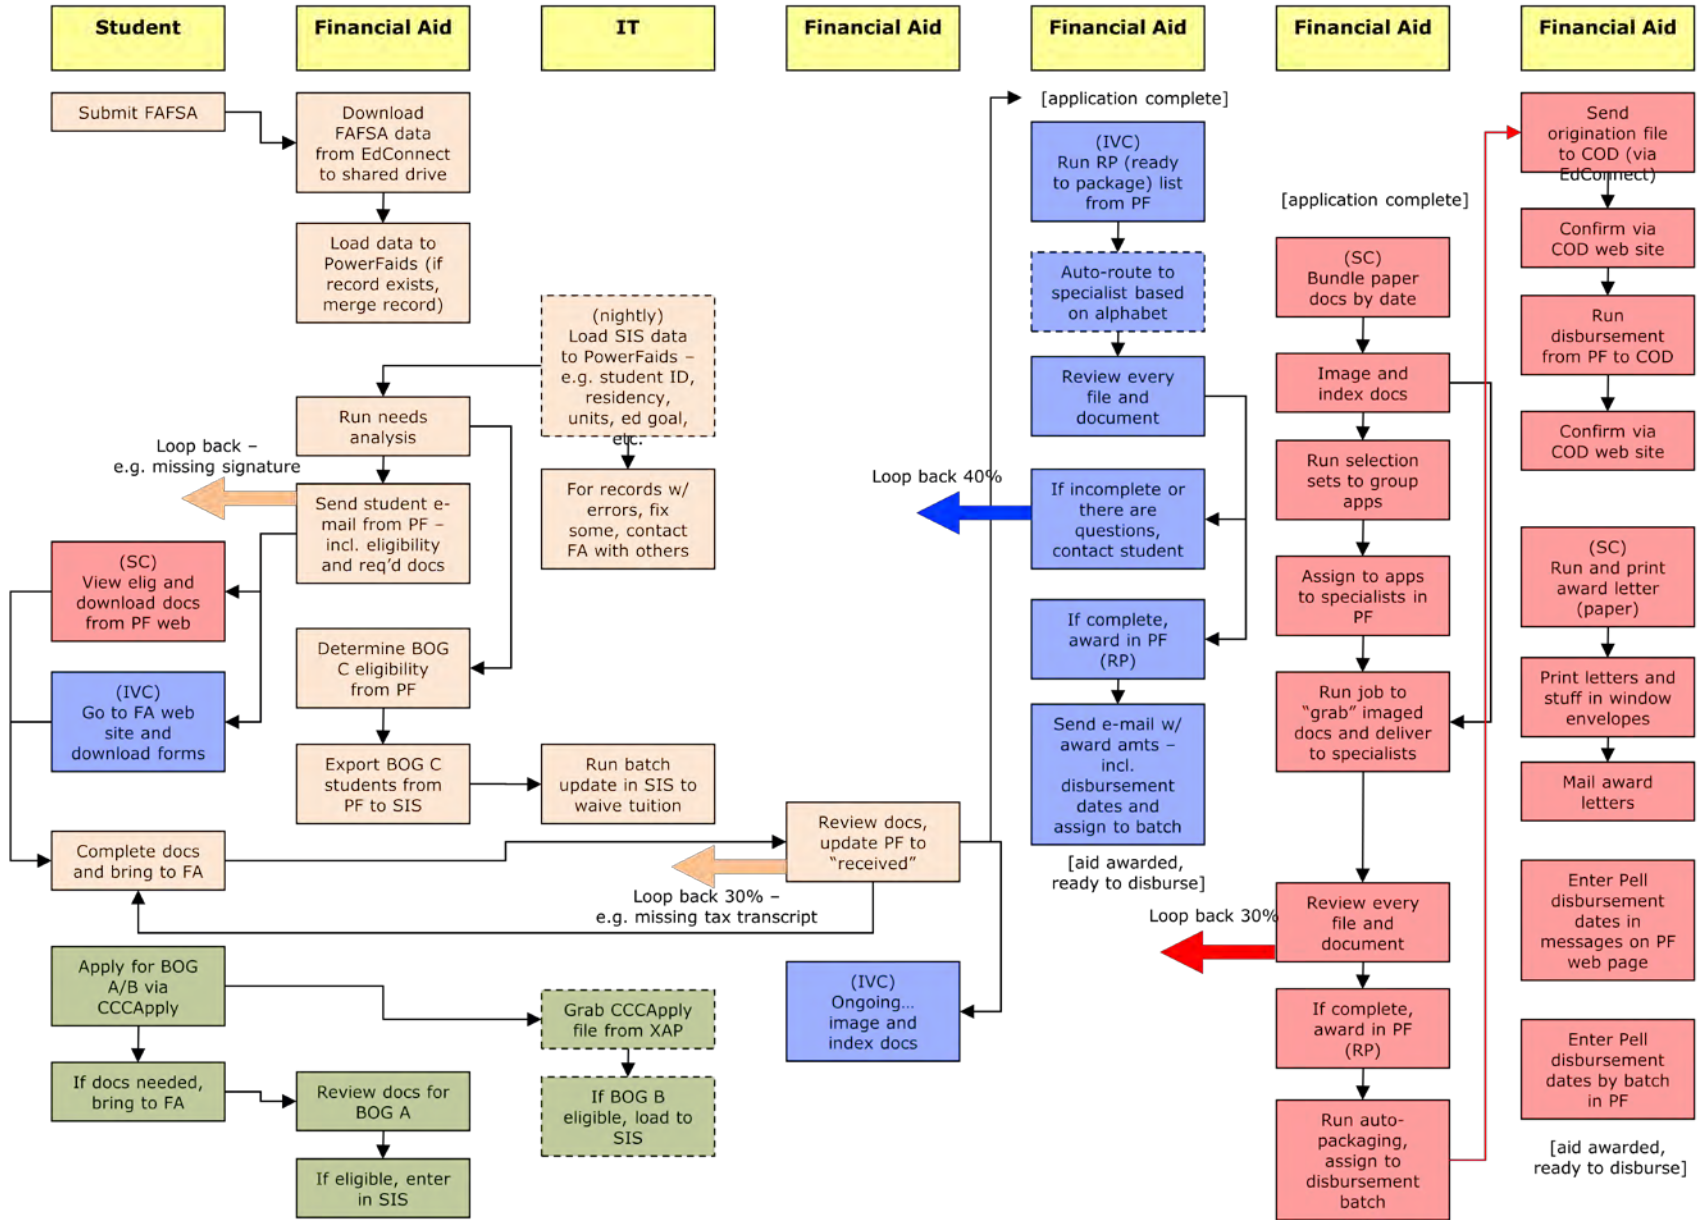 Student
Financial Aid
IT
Financial Aid
Financial Aid
Financial Aid
Financial Aid
Submit FAFSA
Download
FAFSA data
from EdConnect
to shared drive
Load data to
PowerFaids (if
record exists,
merge record)
(nightly)
Load SIS data
to PowerFaids –
e.g. student ID,
residency,
units, ed goal,
etc.
Run needs
analysis
Loop back –
e.g. missing signature
Send student e-
mail from PF –
incl. eligibility
and req’d docs
For records w/
errors, fix
some, contact
FA with others
(SC)
View elig and
download docs
from PF web
Determine BOG
C eligibility
from PF
(IVC)
Go to FA web
site and
download forms
Export BOG C
students from
PF to SIS
Run batch
update in SIS to
waive tuition
Complete docs
and bring to FA
Review docs,
update PF to
“received”
Loop back 30% –
e.g. missing tax transcript
Apply for BOG
A/B via
CCCApply
Grab CCCApply
file from XAP
(IVC)
Ongoing…
image and
index docs
If docs needed,
bring to FA
Review docs for
BOG A
If BOG B
eligible, load to
SIS
If eligible, enter
in SIS
[application complete]
(IVC)
Run RP (ready
to package) list
from PF
Auto-route to
specialist based
on alphabet
Review every
file and
document
Loop back 40%
If incomplete or
there are
questions,
contact student
If complete,
award in PF
(RP)
Send e-mail w/
award amts –
incl.
disbursement
dates and
assign to batch
[aid awarded,
ready to disburse]
[application complete]
(SC)
Bundle paper
docs by date
Image and
index docs
Run selection
sets to group
apps
Assign to apps
to specialists in
PF
Run job to
“grab” imaged
docs and deliver
to specialists
Loop back 30%
Review every
file and
document
If complete,
award in PF
(RP)
Run auto-
packaging,
assign to
disbursement
batch
Send
origination file
to COD (via
EdConnect)
Confirm via
COD web site
Run
disbursement
from PF to COD
Confirm via
COD web site
(SC)
Run and print
award letter
(paper)
Print letters and
stuff in window
envelopes
Mail award
letters
Enter Pell
disbursement
dates in
messages on PF
web page
Enter Pell
disbursement
dates by batch
in PF
[aid awarded,
ready to disburse]